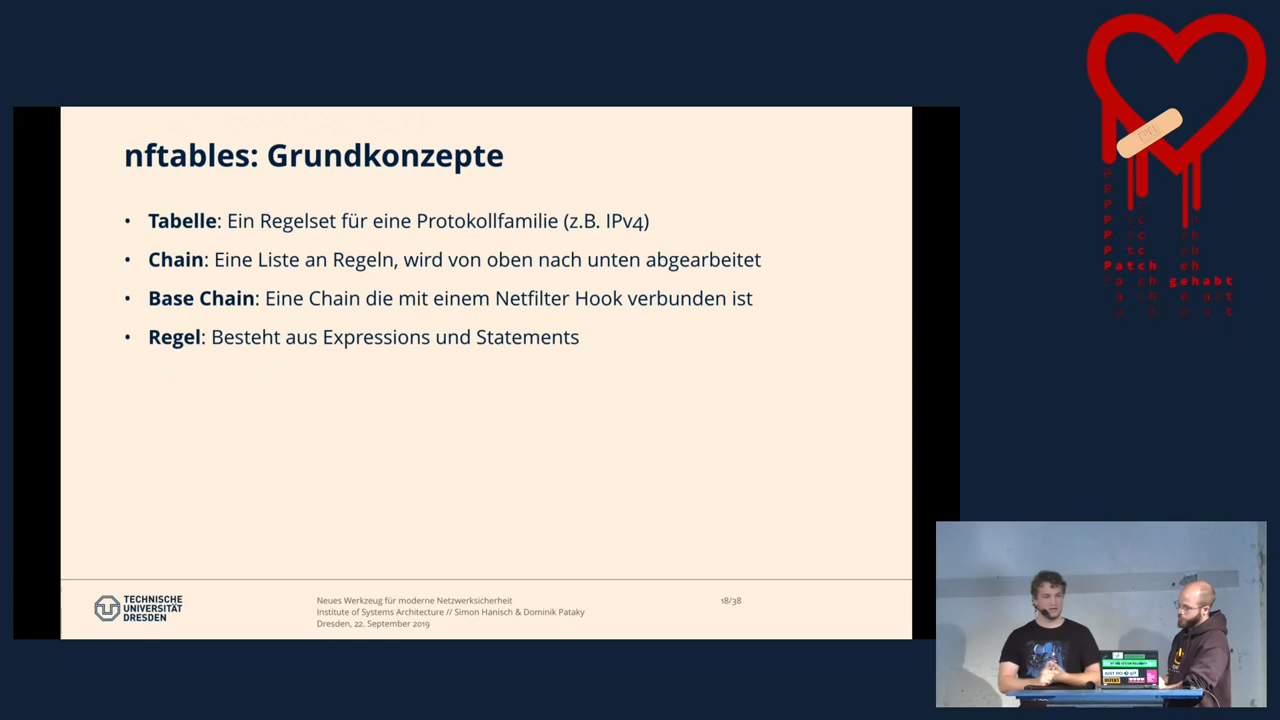 nftables: Grundkonzepte
• Tabelle: Ein Regelset für eine Protokollfamilie (z.B. IPv4)
• Chain: Eine Liste an Regeln, wird von oben nach unten abgearbeitet
• Base Chain: Eine Chain die mit einem Netfilter Hook verbunden ist
• Regel: Besteht aus Expressions und Statements
TECHNISCHE
UNIVERSITÄT
DRESDEN
Neues Werkzeug für moderne Netzwerksicherheit
Institute of Systems Architecture // Simon Hanisch & Dominik Pataky
Dresden, 22. September 2019
18/38
Patch
gehabt
JUST DO
DEFEKT